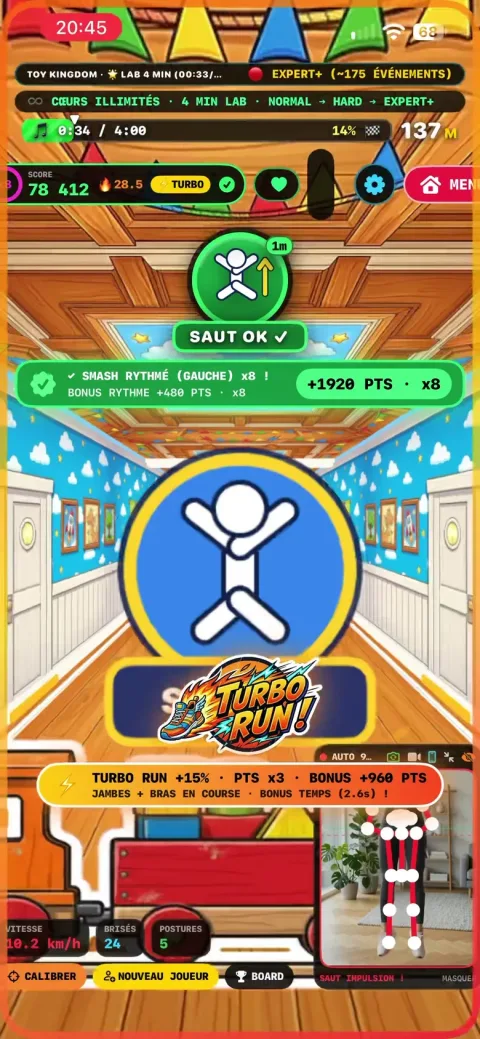 20:45
68
TOY KINGDOM · 🌟 LAB 4 MIN (00:33/...
EXPERT+ (~175 ÉVÉNEMENTS)
CŒURS ILLIMITÉS · 4 MIN LAB · NORMAL → HARD → EXPERT+
0:34 / 4:00
14%
137 M
SCORE
78 412
🔥28.5
⚡ TURBO
1m
SAUT OK ✓
✓ SMASH RYTHMÉ (GAUCHE) x8 !
BONUS RYTHME +480 PTS · x8
+1920 PTS · x8
TURBO
RUN!
AUTO 9…
TURBO RUN +15% · PTS x3 · BONUS +960 PTS
JAMBES + BRAS EN COURSE · BONUS TEMPS (2.6s) !
VITESSE
10.2 km/h
BRISÉS
24
POSTURES
5
SAUT IMPULSION !
CALIBRER
NOUVEAU JOUEUR
BOARD